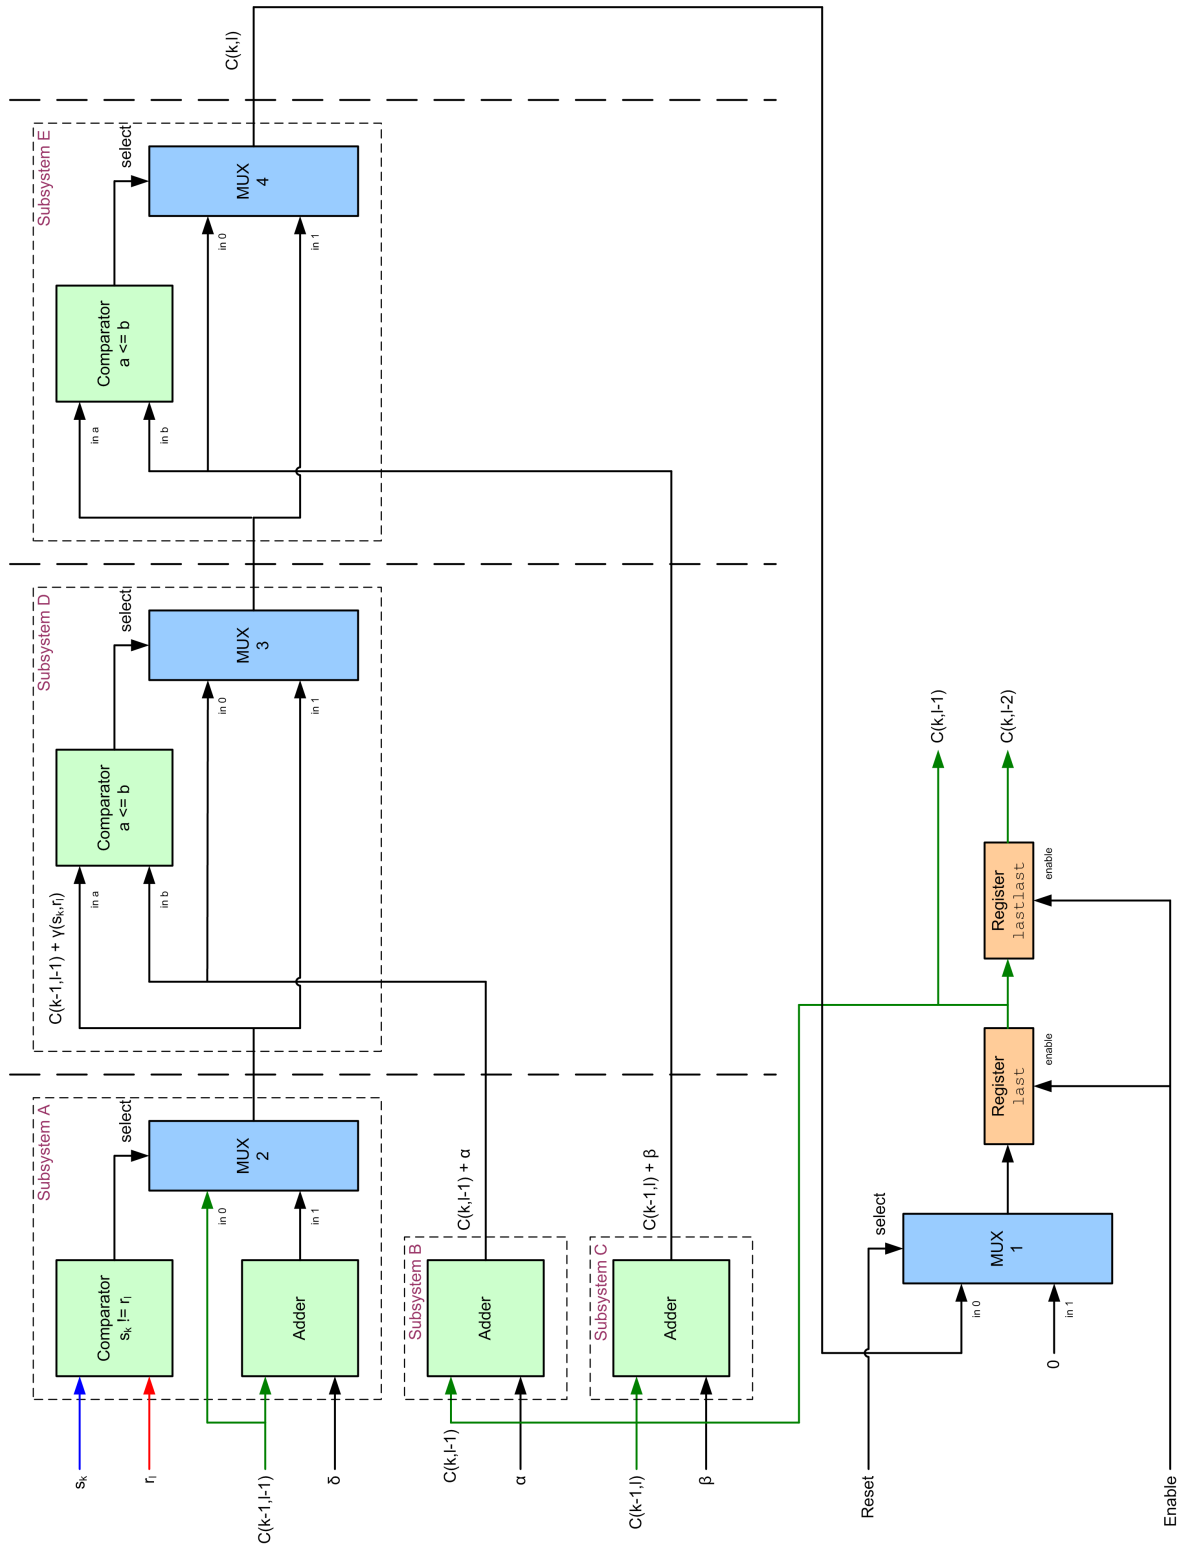 Subsystem A
Comparator
sₖ != rₗ
select
MUX
2
in 0
in 1
Adder
sₖ
rₗ
C(k-1,l-1)
δ
Subsystem B
Adder
C(k,l-1)
α
C(k,l-1) + α
Subsystem C
Adder
C(k-1,l)
β
C(k-1,l) + β
Subsystem D
C(k-1,l-1) + γ(sₖ,rₗ)
in a
in b
Comparator
a <= b
select
MUX
3
in 0
in 1
Subsystem E
in a
in b
Comparator
a <= b
select
MUX
4
in 0
in 1
C(k,l)
Reset
select
MUX
1
in 0
in 1
0
Register
last
enable
Register
lastlast
enable
C(k,l-1)
C(k,l-2)
Enable